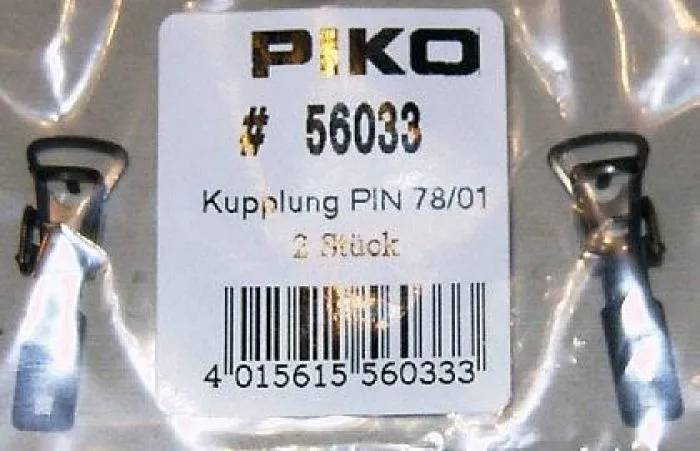 PIKO
# 56033
Kupplung PIN 78/01
2 Stück
4 015615 560333